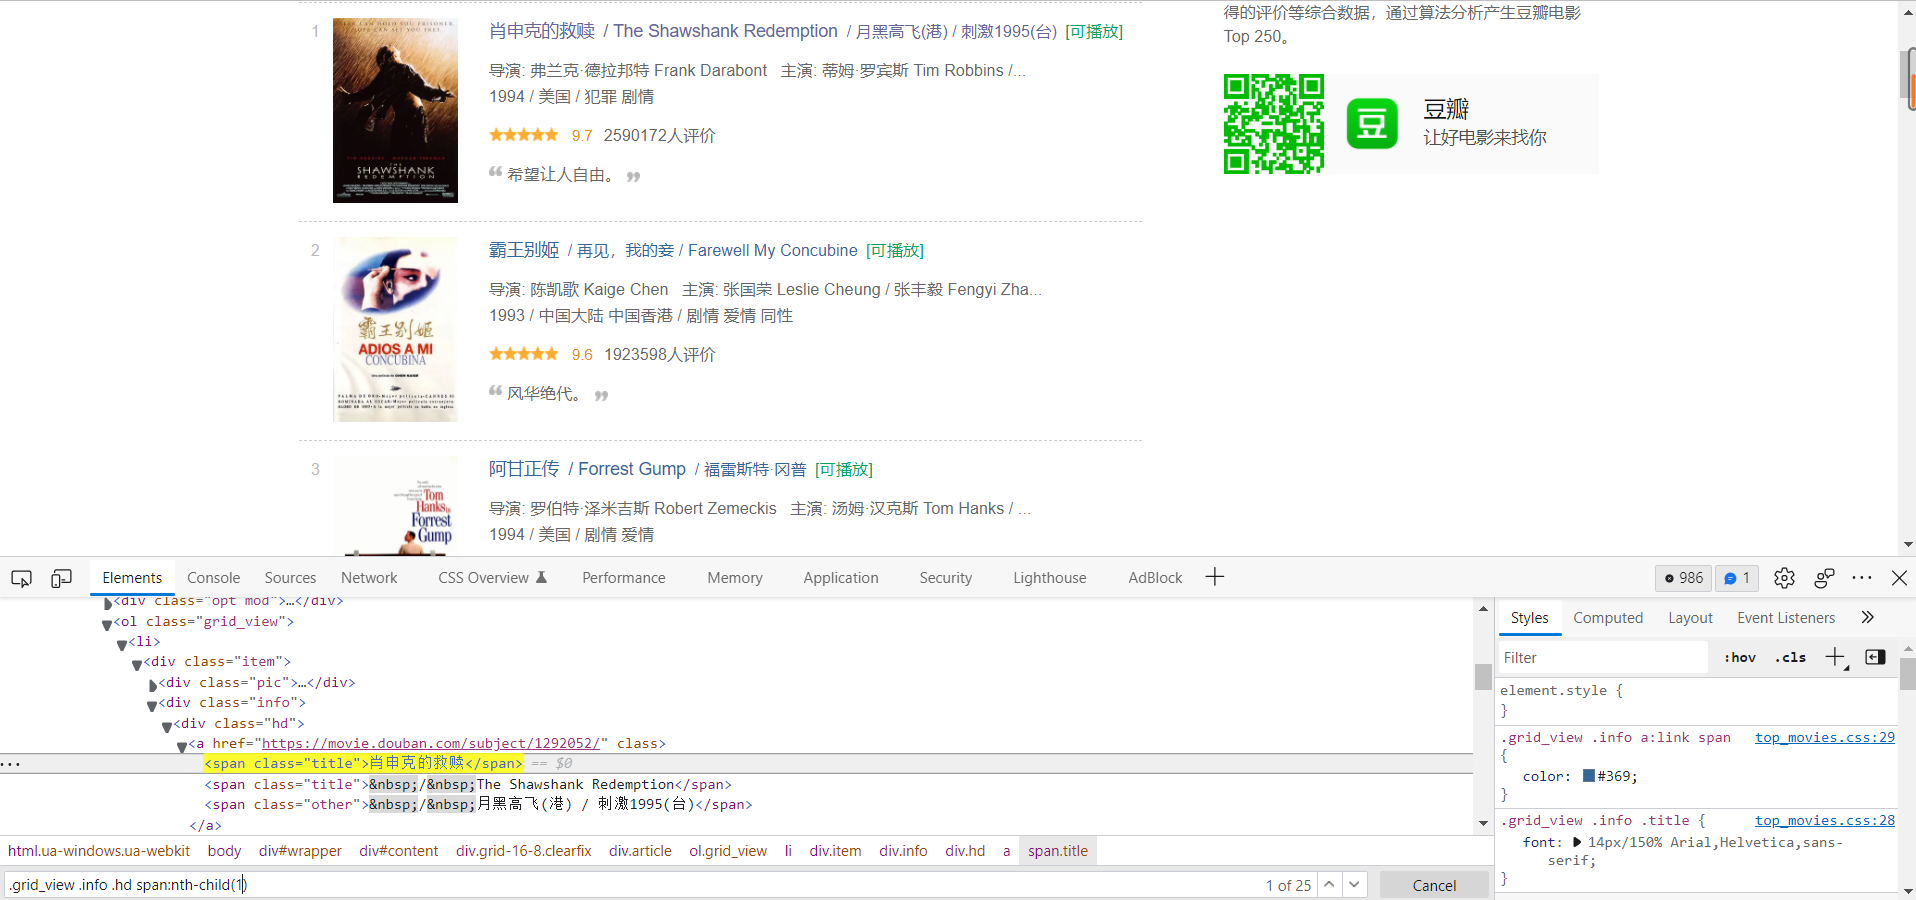 得的评价等综合数据，通过算法分析产生豆瓣电影
Top 250。
豆瓣
让好电影来找你
1
肖申克的救赎 / The Shawshank Redemption / 月黑高飞(港) / 刺激1995(台) [可播放]
导演: 弗兰克·德拉邦特 Frank Darabont 主演: 蒂姆·罗宾斯 Tim Robbins /...
1994 / 美国 / 犯罪 剧情
9.7 2590172人评价
希望让人自由。
THE
SHAWSHANK
REDEMPTION
2
霸王别姬 / 再见，我的妾 / Farewell My Concubine [可播放]
导演: 陈凯歌 Kaige Chen 主演: 张国荣 Leslie Cheung / 张丰毅 Fengyi Zha...
1993 / 中国大陆 中国香港 / 剧情 爱情 同性
9.6 1923598人评价
风华绝代。
霸王别姬
ADIOS A MI
CONCUBINA
3
阿甘正传 / Forrest Gump / 福雷斯特·冈普 [可播放]
导演: 罗伯特·泽米吉斯 Robert Zemeckis 主演: 汤姆·汉克斯 Tom Hanks / ...
1994 / 美国 / 剧情 爱情
Tom
Hanks is
Forrest
Gump
Elements Console Sources Network CSS Overview Performance Memory Application Security Lighthouse AdBlock 986 1
<div class="opt mod">…</div>
<ol class="grid_view">
<li>
<div class="item">
<div class="pic">…</div>
<div class="info">
<div class="hd">
<a href="https://movie.douban.com/subject/1292052/" class>
<span class="title">肖申克的救赎</span> == $0
<span class="title">&nbsp;/&nbsp;The Shawshank Redemption</span>
<span class="other">&nbsp;/&nbsp;月黑高飞(港) / 刺激1995(台)</span>
</a>
html.ua-windows.ua-webkit body div#wrapper div#content div.grid-16-8.clearfix div.article ol.grid_view li div.item div.info div.hd a span.title
.grid_view .info .hd span:nth-child(1)
1 of 25 Cancel
Styles Computed Layout Event Listeners
Filter :hov .cls
element.style {
}
.grid_view .info a:link span top_movies.css:29
{
color: #369;
}
.grid_view .info .title { top_movies.css:28
font: 14px/150% Arial,Helvetica,sans-
serif;
}